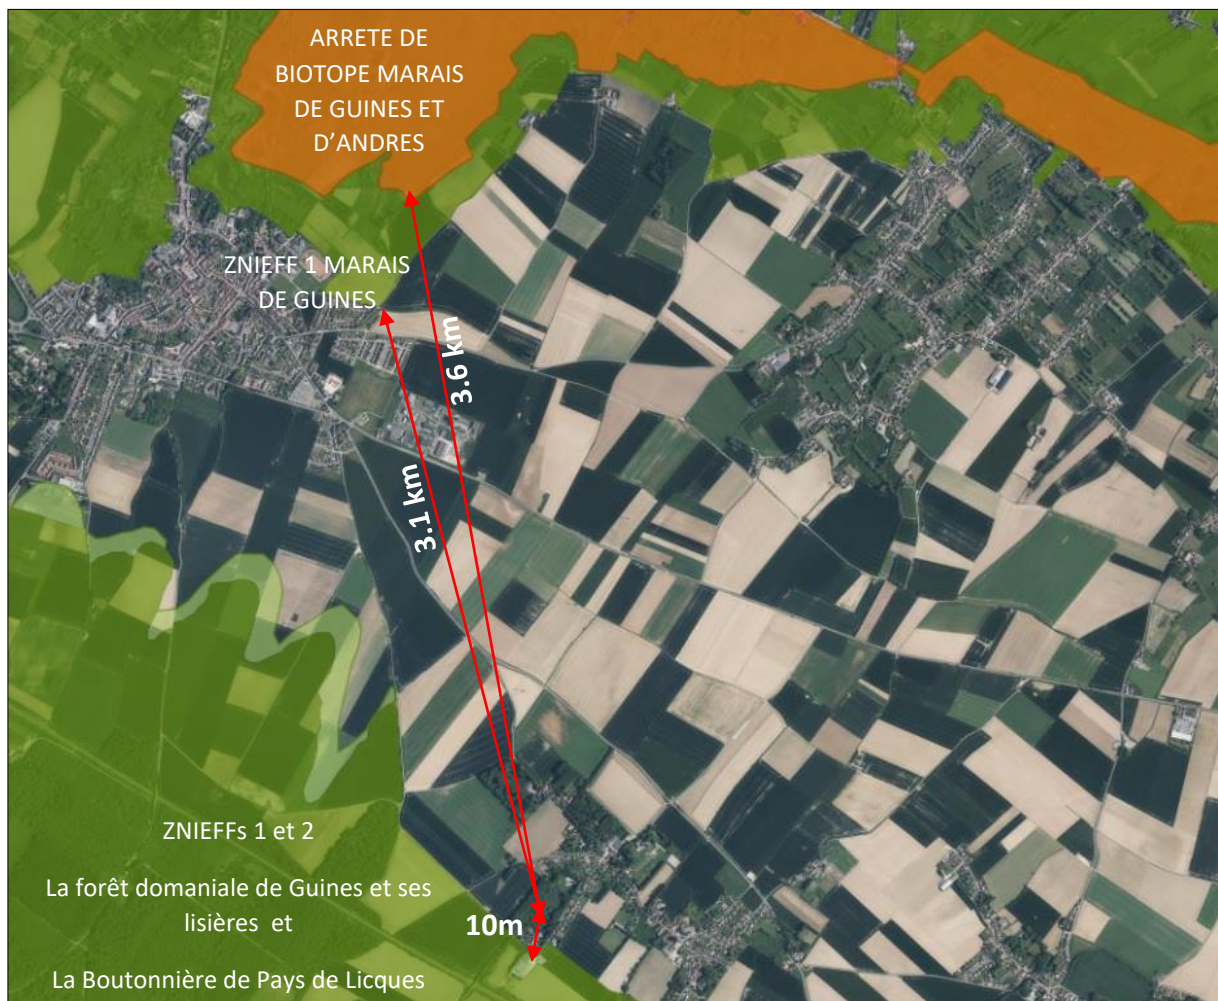 ARRETE DE
BIOTOPE MARAIS
DE GUINES ET
D’ANDRES
ZNIEFF 1 MARAIS
DE GUINES
3.6 km
3.1 km
ZNIEFFs 1 et 2
La forêt domaniale de Guines et ses
lisières et
10m
La Boutonnière de Pays de Licques